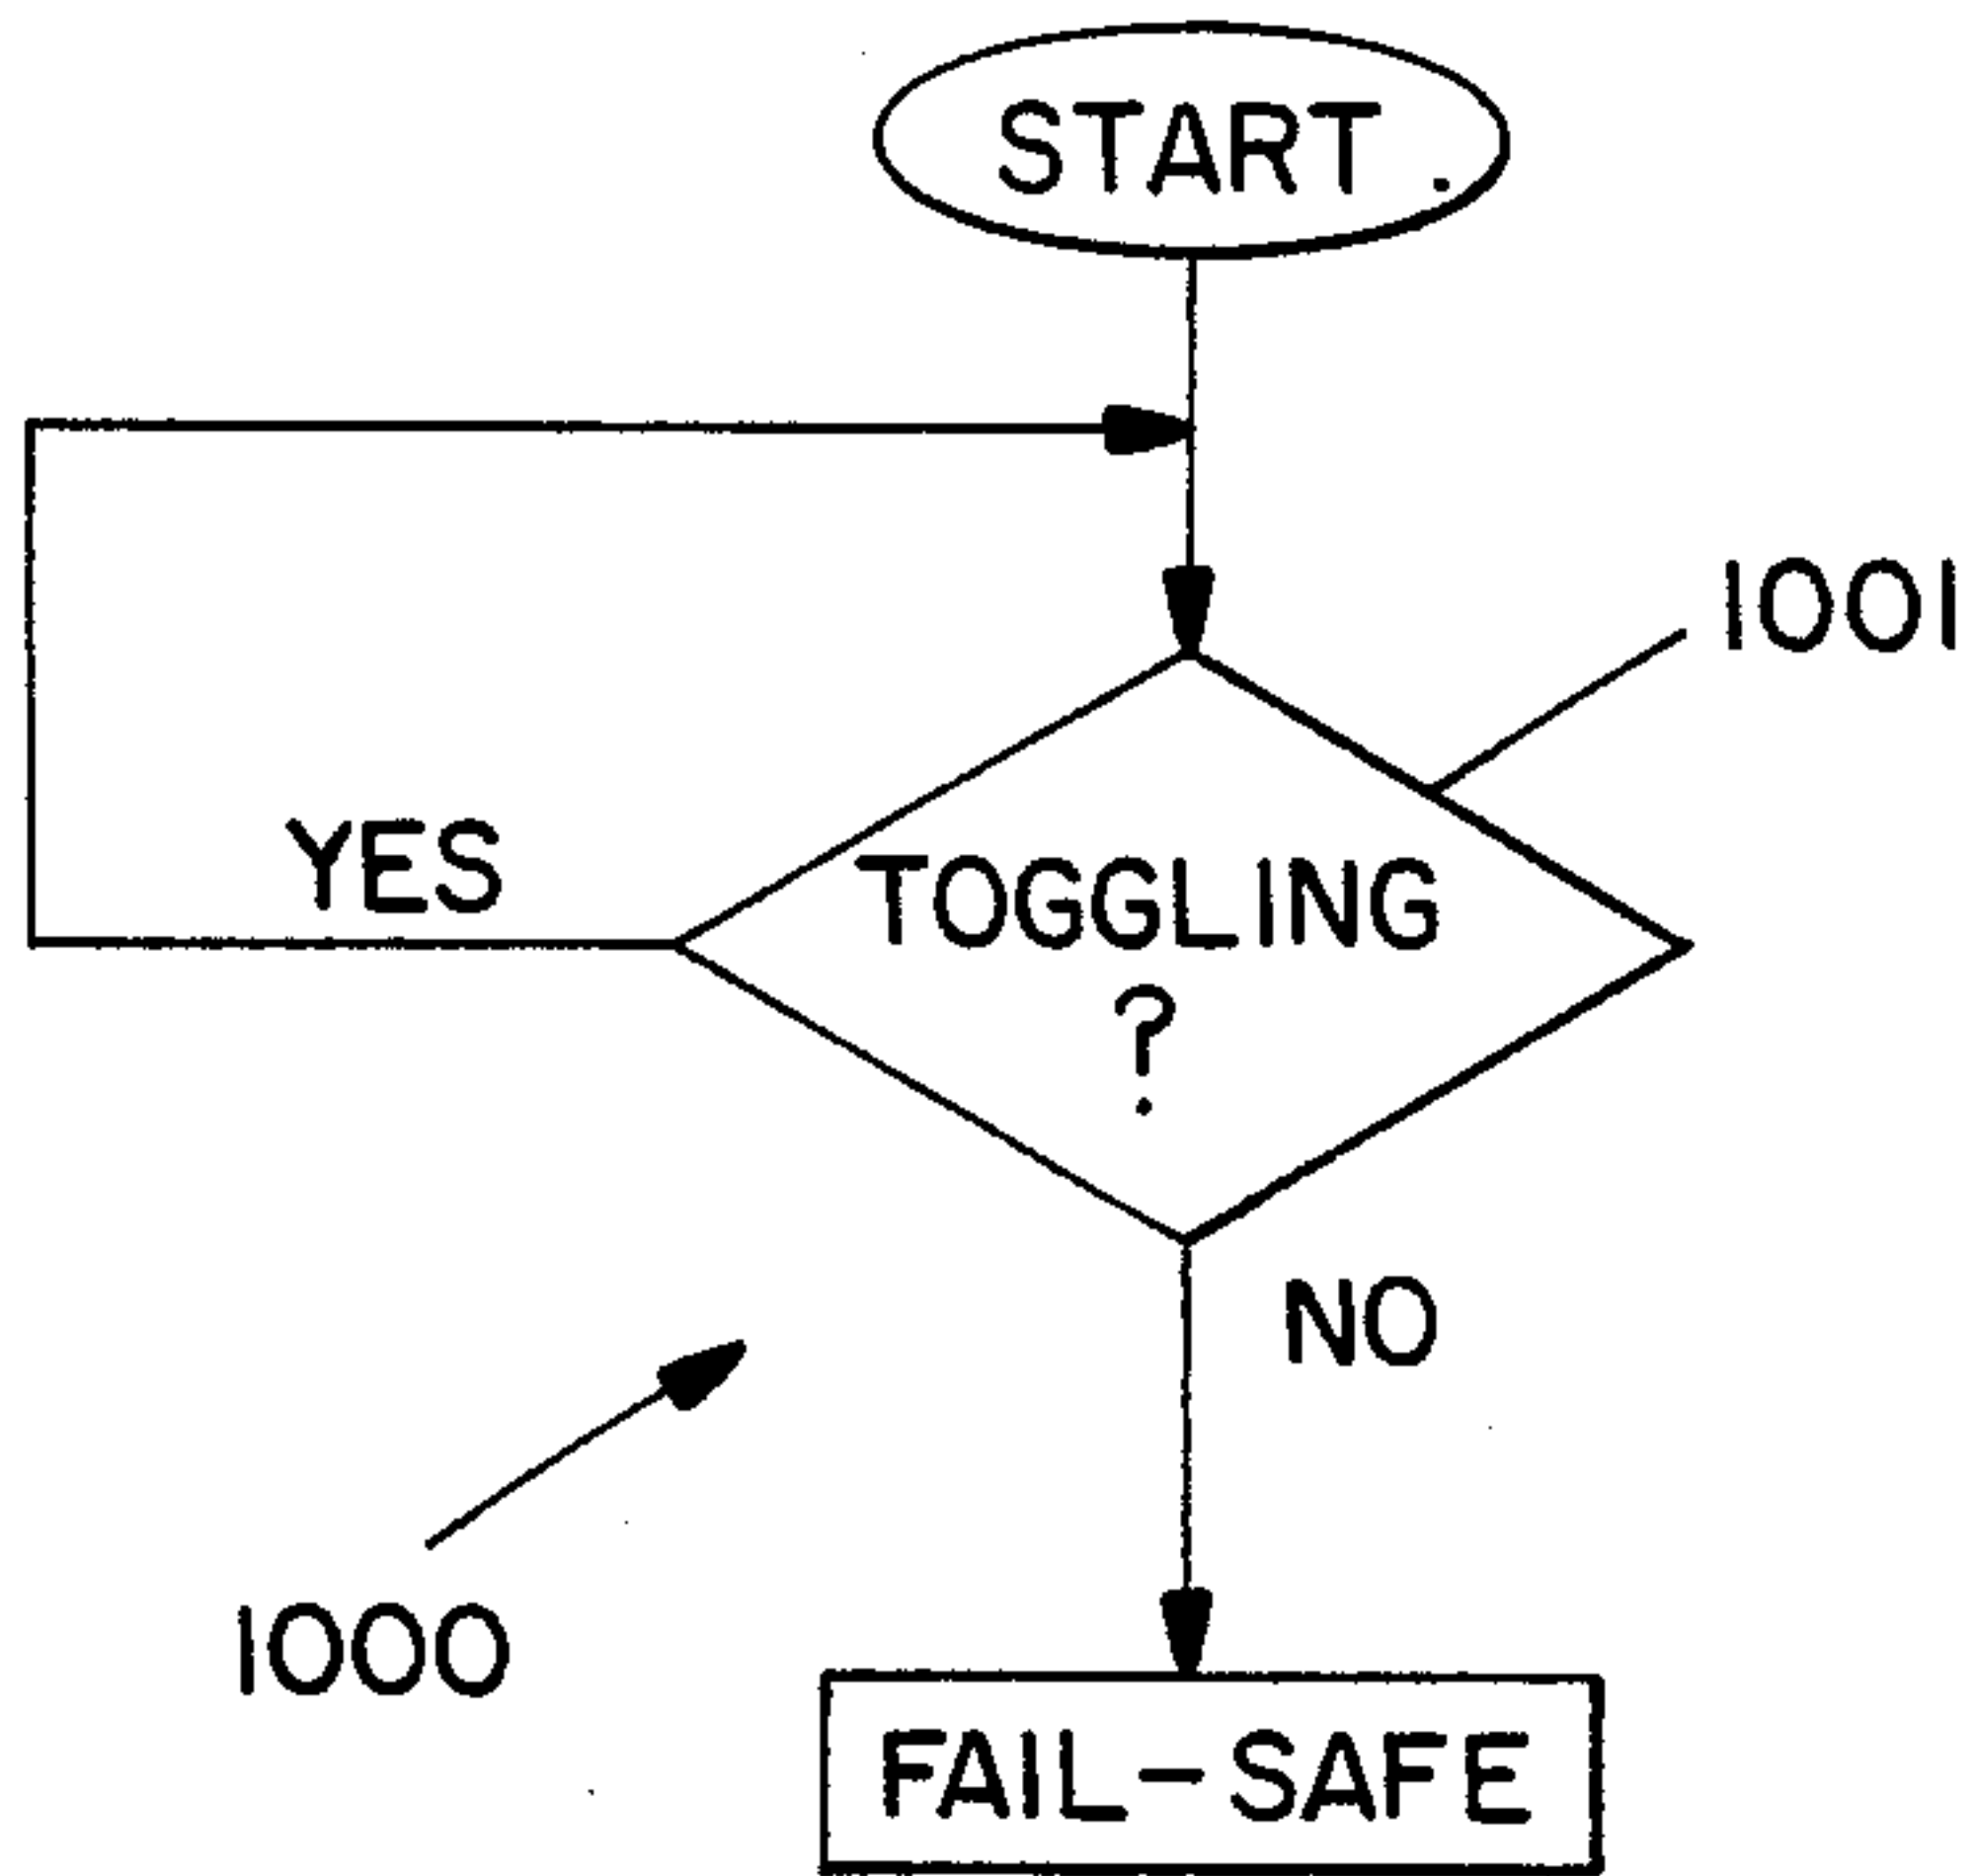 START
1001
YES
TOGGLING
?
NO
1000
FAIL-SAFE